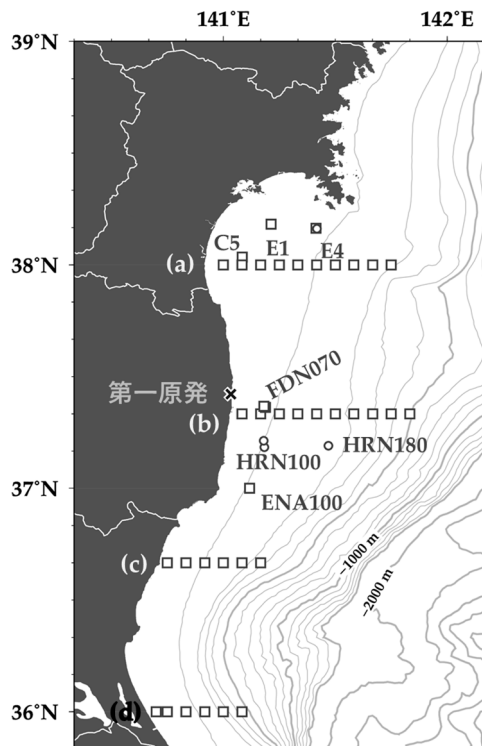 141°E
142°E
39°N
C5
E1
E4
(a)
38°N
第一原発
FDN070
(b)
HRN100
HRN180
37°N
ENA100
(c)
−1000 m
−2000 m
(d)
36°N